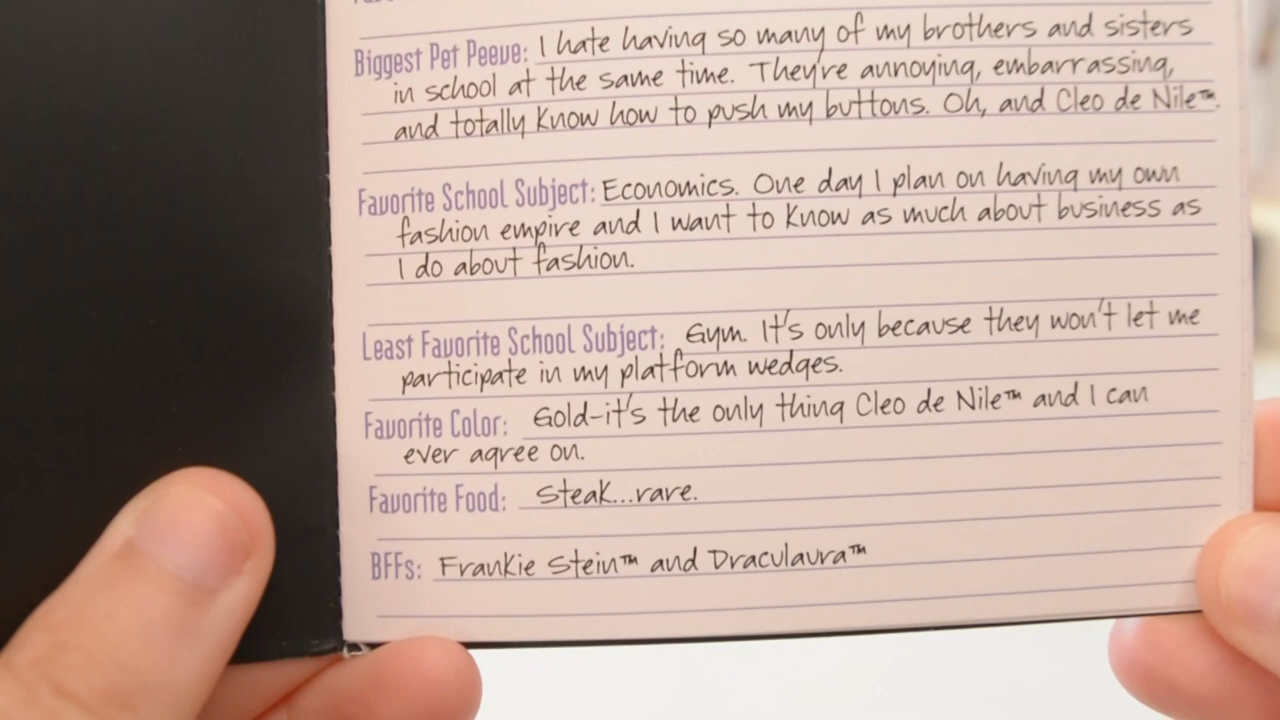 Biggest Pet Peeve: I hate having so many of my brothers and sisters
in school at the same time. They're annoying, embarrassing,
and totally know how to push my buttons. Oh, and Cleo de Nile™.
Favorite School Subject: Economics. One day I plan on having my own
fashion empire and I want to know as much about business as
I do about fashion.
Least Favorite School Subject: Gym. It's only because they won't let me
participate in my platform wedges.
Favorite Color: Gold-it's the only thing Cleo de Nile™ and I can
ever agree on.
Favorite Food: Steak...rare.
BFFs: Frankie Stein™ and Draculaura™